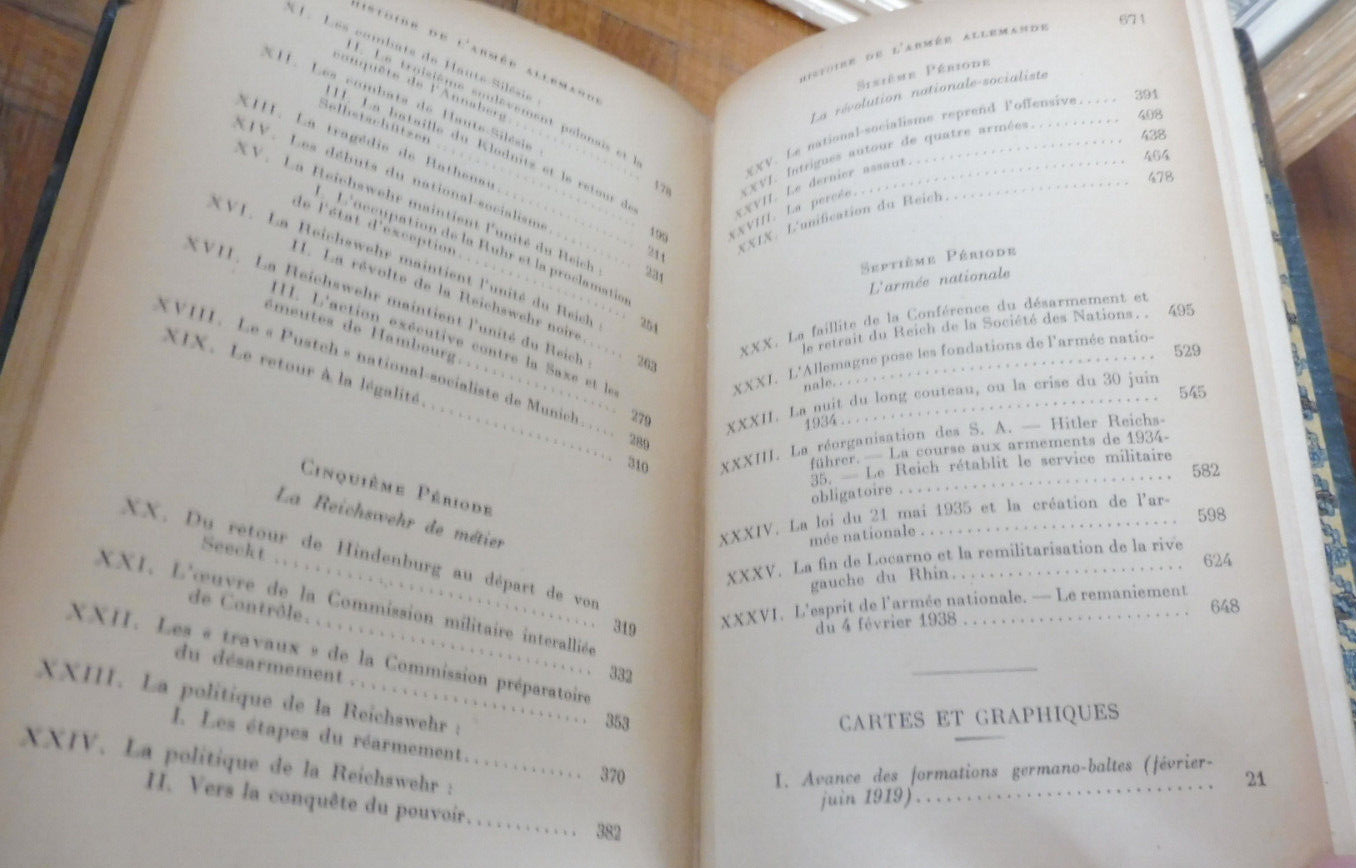 HISTOIRE DE L'ARMÉE ALLEMANDE
XI. Les combats de Haute-Silésie :
II. Le troisième soulèvement polonais et la
conquête de l'Annaberg.......... 178
XII. Les combats de Haute-Silésie :
III. La bataille du Klodnitz et le retour des
Selbstschützen .......... 199
XIII. La tragédie de Rathenau.......... 211
XIV. Les débuts du national-socialisme.......... 231
XV. La Reichswehr maintient l'unité du Reich :
I. L'occupation de la Ruhr et la proclamation
de l'état d'exception.......... 251
XVI. La Reichswehr maintient l'unité du Reich :
II. La révolte de la Reichswehr noire...... 263
XVII. La Reichswehr maintient l'unité du Reich :
III. L'action exécutive contre la Saxe et les
émeutes de Hambourg.......... 279
XVIII. Le « Pustch » national-socialiste de Munich..... 289
XIX. Le retour à la légalité.......... 310
CINQUIÈME PÉRIODE
La Reichswehr de métier
XX. Du retour de Hindenburg au départ de von
Seeckt .......... 319
XXI. L'œuvre de la Commission militaire interalliée
de Contrôle.......... 332
XXII. Les « travaux » de la Commission préparatoire
du désarmement .......... 353
XXIII. La politique de la Reichswehr :
I. Les étapes du réarmement.......... 370
XXIV. La politique de la Reichswehr :
II. Vers la conquête du pouvoir.......... 382
HISTOIRE DE L'ARMÉE ALLEMANDE 671
SIXIÈME PÉRIODE
La révolution nationale-socialiste
XXV. Le national-socialisme reprend l'offensive..... 391
XXVI. Intrigues autour de quatre armées.......... 408
XXVII. Le dernier assaut.......... 438
XXVIII. La percée.......... 464
XXIX. L'unification du Reich.......... 478
SEPTIÈME PÉRIODE
L'armée nationale
XXX. La faillite de la Conférence du désarmement et
le retrait du Reich de la Société des Nations.. 495
XXXI. L'Allemagne pose les fondations de l'armée natio-
nale.......... 529
XXXII. La nuit du long couteau, ou la crise du 30 juin
1934.......... 545
XXXIII. La réorganisation des S. A. — Hitler Reichs-
führer. — La course aux armements de 1934-
35. — Le Reich rétablit le service militaire
obligatoire .......... 582
XXXIV. La loi du 21 mai 1935 et la création de l'ar-
mée nationale .......... 598
XXXV. La fin de Locarno et la remilitarisation de la rive
gauche du Rhin.......... 624
XXXVI. L'esprit de l'armée nationale. — Le remaniement
du 4 février 1938 .......... 648
CARTES ET GRAPHIQUES
I. Avance des formations germano-baltes (février-
juin 1919).......... 21